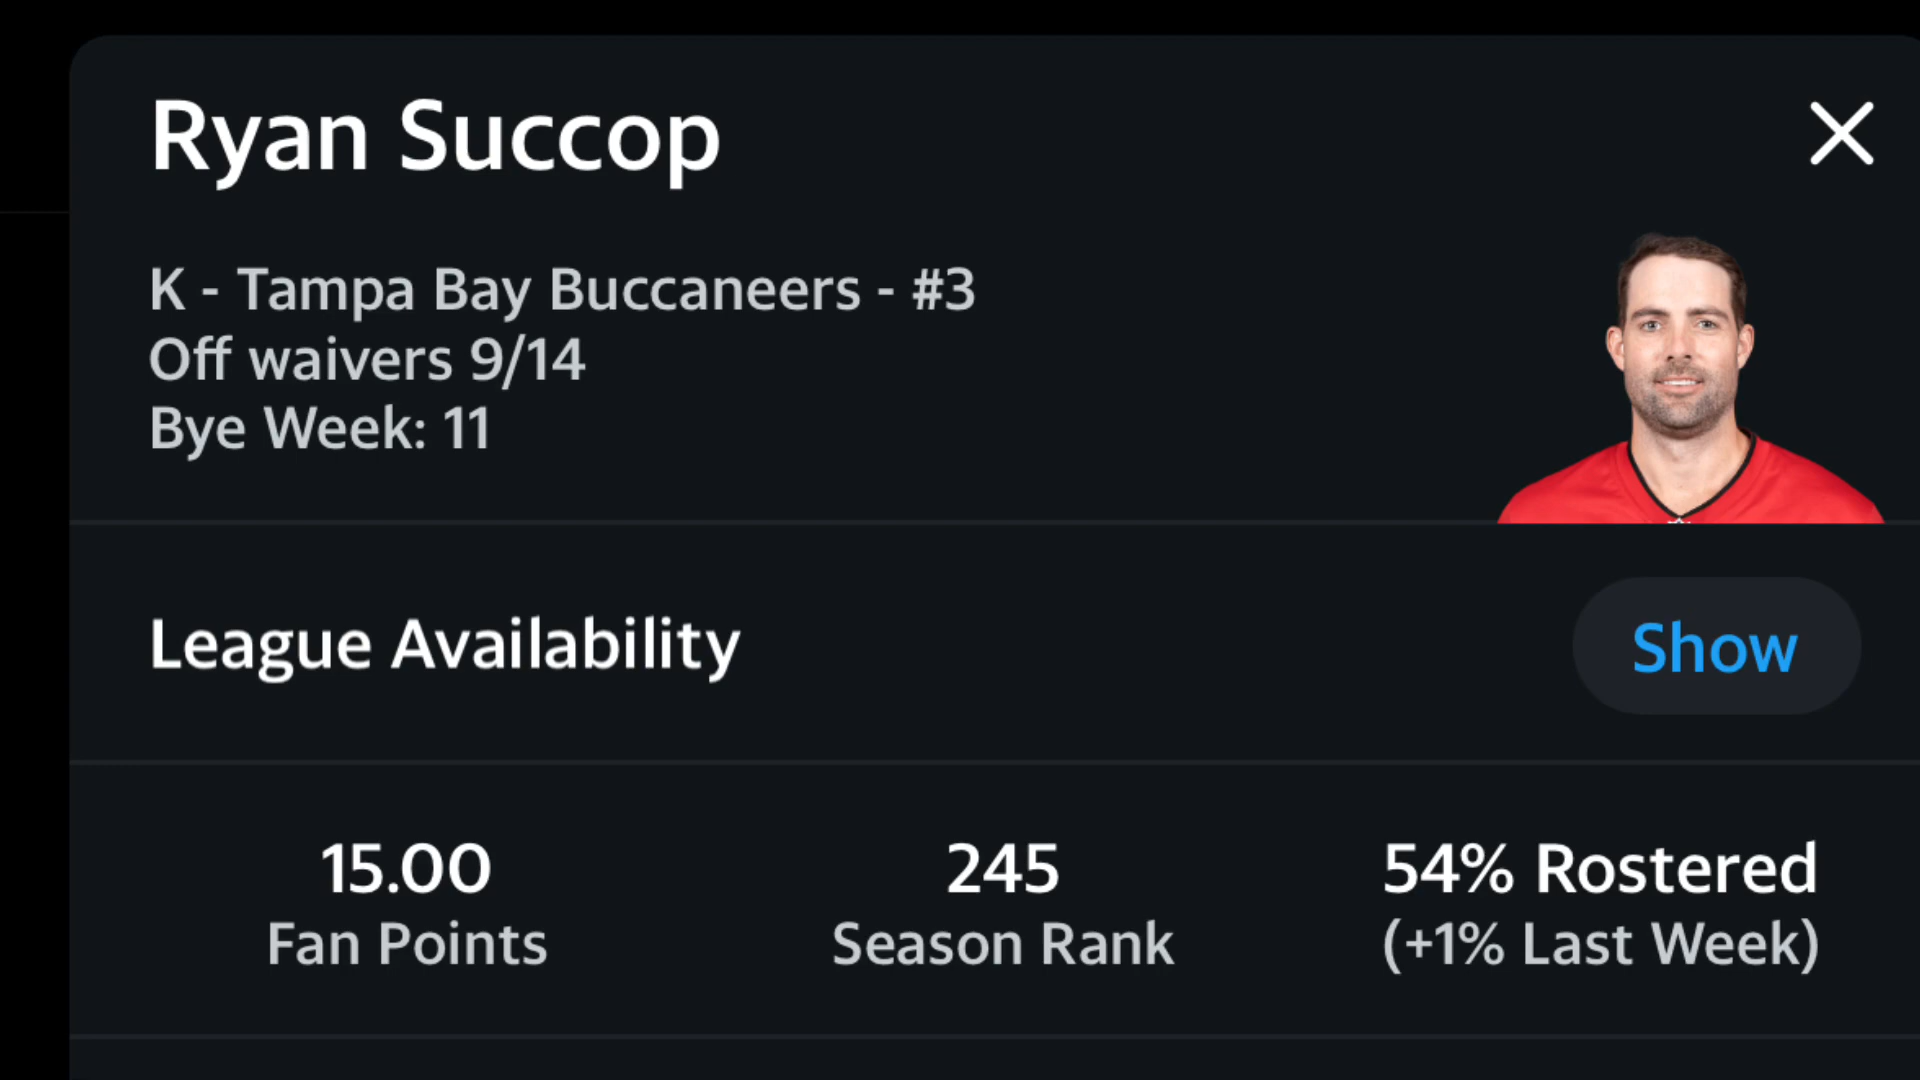 Ryan Succop
K - Tampa Bay Buccaneers - #3
Off waivers 9/14
Bye Week: 11
League Availability
Show
15.00
Fan Points
245
Season Rank
54% Rostered
(+1% Last Week)